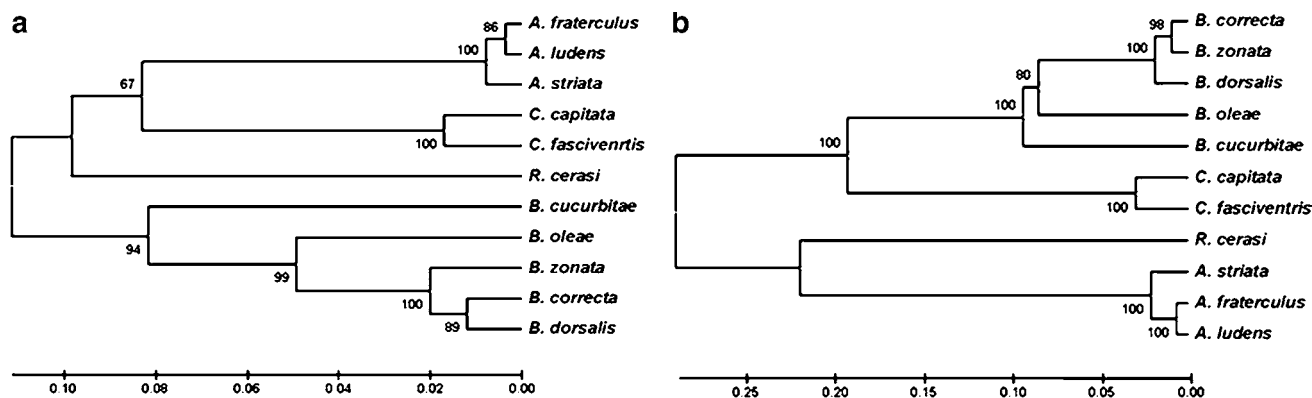 a
86
A. fraterculus
A. ludens
100
A. striata
67
C. capitata
100
C. fascivenrtis
R. cerasi
B. cucurbitae
94
B. oleae
99
B. zonata
100
B. correcta
89
B. dorsalis
0.10 0.08 0.06 0.04 0.02 0.00
b
98
B. correcta
B. zonata
100
B. dorsalis
80
B. oleae
100
B. cucurbitae
100
C. capitata
100
C. fasciventris
R. cerasi
A. striata
100
A. fraterculus
100
A. ludens
0.25 0.20 0.15 0.10 0.05 0.00